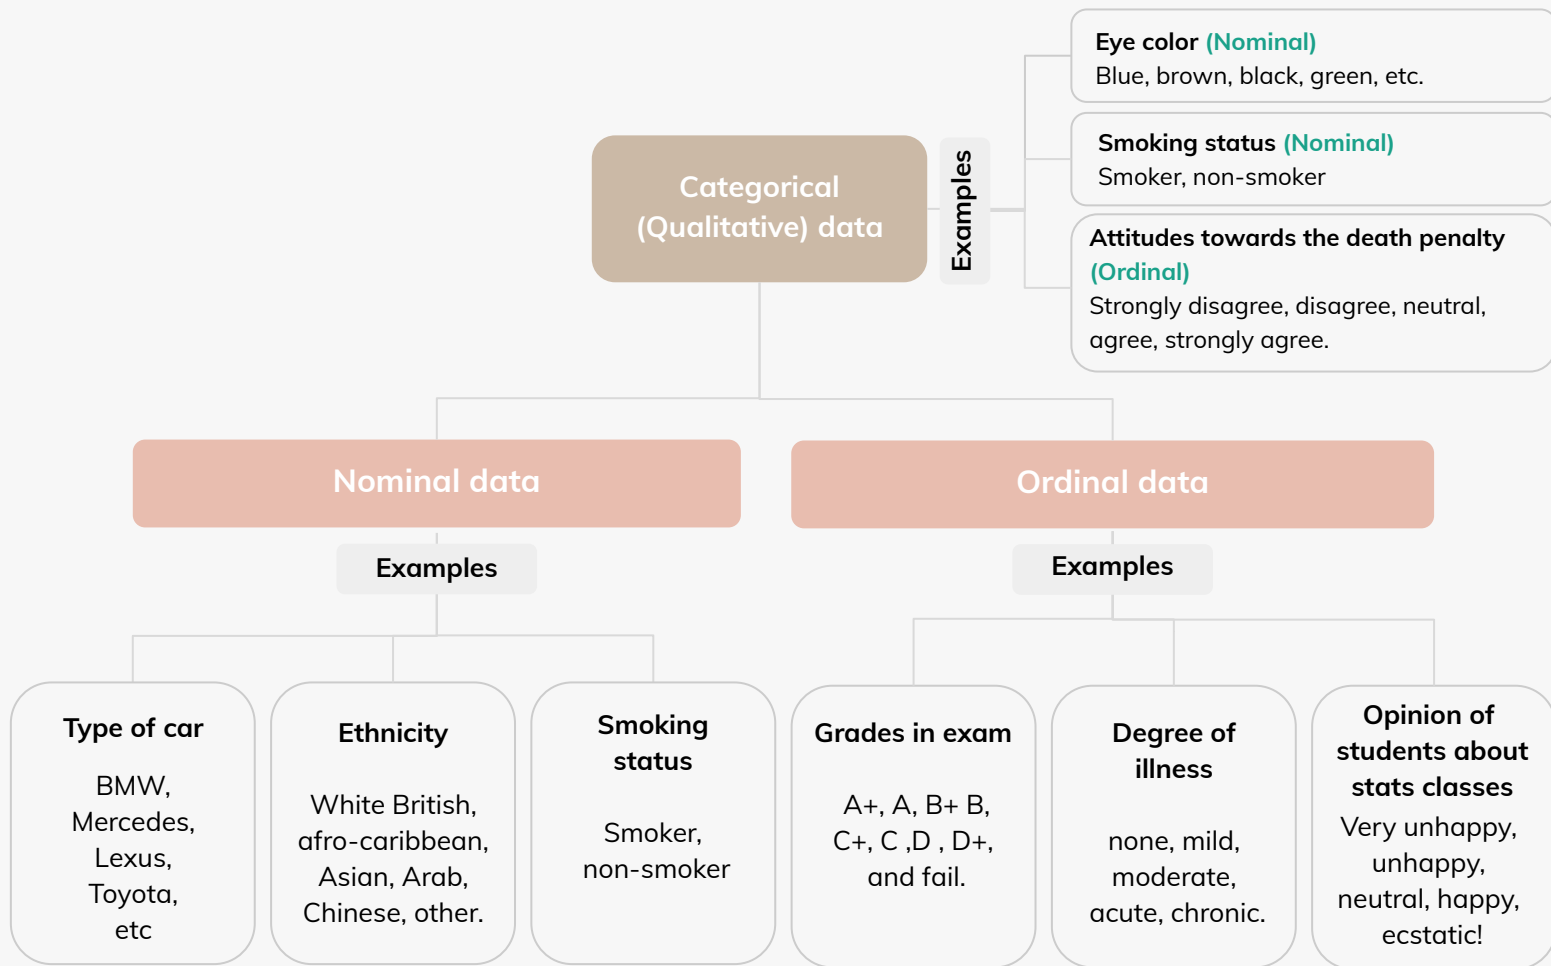 Categorical
(Qualitative) data
Examples
Eye color (Nominal)
Blue, brown, black, green, etc.
Smoking status (Nominal)
Smoker, non-smoker
Attitudes towards the death penalty
(Ordinal)
Strongly disagree, disagree, neutral,
agree, strongly agree.
Nominal data
Examples
Type of car
BMW,
Mercedes,
Lexus,
Toyota,
etc
Ethnicity
White British,
afro-caribbean,
Asian, Arab,
Chinese, other.
Smoking
status
Smoker,
non-smoker
Ordinal data
Examples
Grades in exam
A+, A, B+ B,
C+, C ,D , D+,
and fail.
Degree of
illness
none, mild,
moderate,
acute, chronic.
Opinion of
students about
stats classes
Very unhappy,
unhappy,
neutral, happy,
ecstatic!